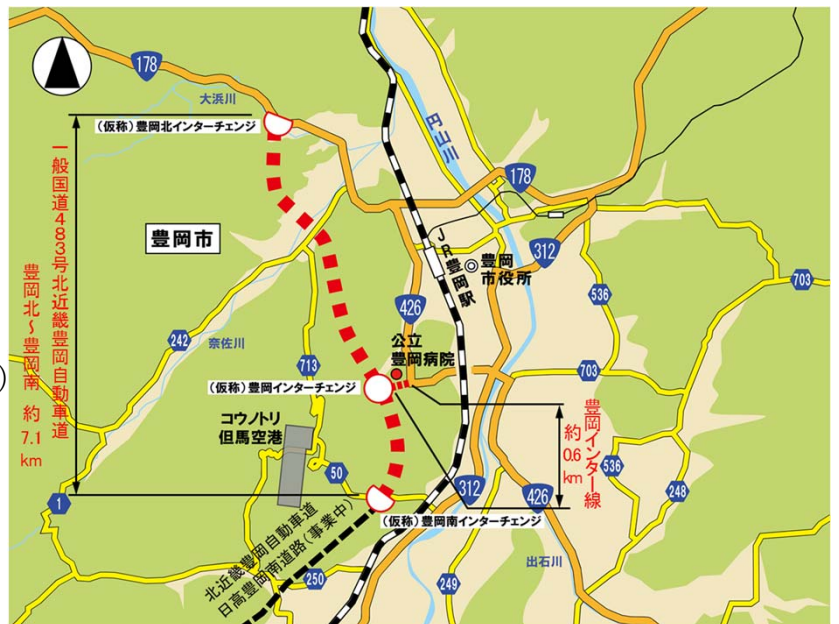 178
大浜川
(仮称)豊岡北インターチェンジ
円山川
178
一般国道483号北近畿豊岡自動車道
豊岡北~豊岡南 約7.1km
豊岡市
JR豊岡駅
豊岡
市役所
312
536
703
426
242
奈佐川
713
公立
豊岡病院
703
(仮称)豊岡インターチェンジ
コウノトリ
但馬空港
豊岡インター線
約0.6km
50
312
426
536
248
1
(仮称)豊岡南インターチェンジ
北近畿豊岡自動車道
日高豊岡南道路(事業中)
250
249
出石川
)